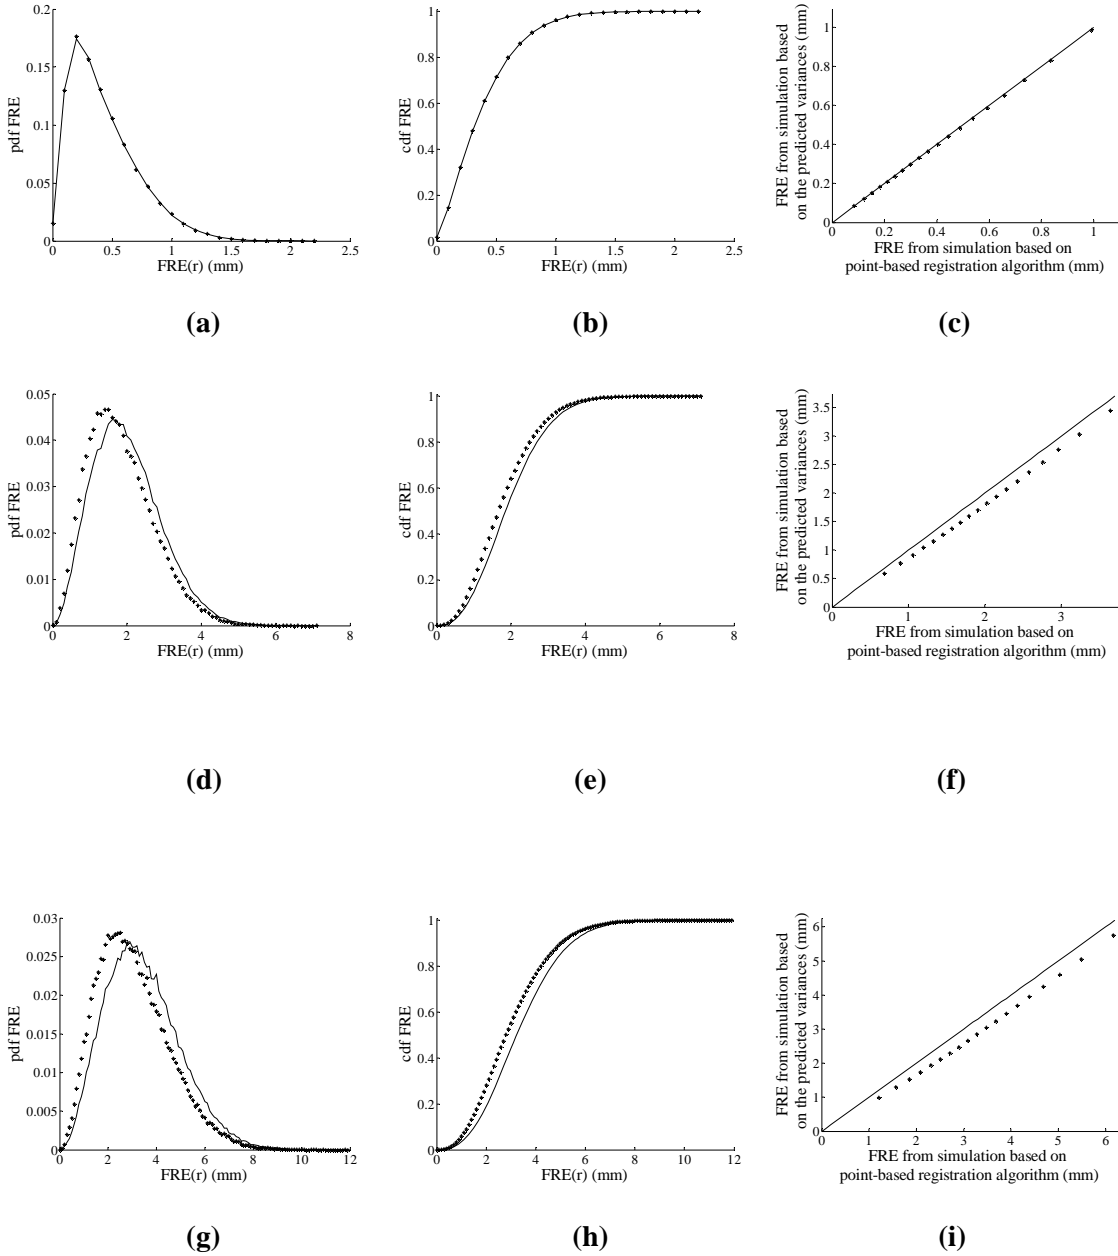 0.2
0.15
0.1
0.05
0
pdf FRE
0 0.5 1 1.5 2 2.5
FRE(r) (mm)
(a)
1
0.8
0.6
0.4
0.2
0
cdf FRE
0 0.5 1 1.5 2 2.5
FRE(r) (mm)
(b)
1
0.8
0.6
0.4
0.2
0
FRE from simulation based
on the predicted variances (mm)
0 0.2 0.4 0.6 0.8 1
FRE from simulation based on
point-based registration algorithm (mm)
(c)
0.05
0.04
0.03
0.02
0.01
0
pdf FRE
0 2 4 6 8
FRE(r) (mm)
(d)
1
0.8
0.6
0.4
0.2
0
cdf FRE
0 2 4 6 8
FRE(r) (mm)
(e)
3.5
3
2.5
2
1.5
1
0.5
0
FRE from simulation based
on the predicted variances (mm)
0 1 2 3
FRE from simulation based on
point-based registration algorithm (mm)
(f)
0.03
0.025
0.02
0.015
0.01
0.005
0
pdf FRE
0 2 4 6 8 10 12
FRE(r) (mm)
(g)
1
0.8
0.6
0.4
0.2
0
cdf FRE
0 2 4 6 8 10 12
FRE(r) (mm)
(h)
6
5
4
3
2
1
0
FRE from simulation based
on the predicted variances (mm)
0 1 2 3 4 5 6
FRE from simulation based on
point-based registration algorithm (mm)
(i)